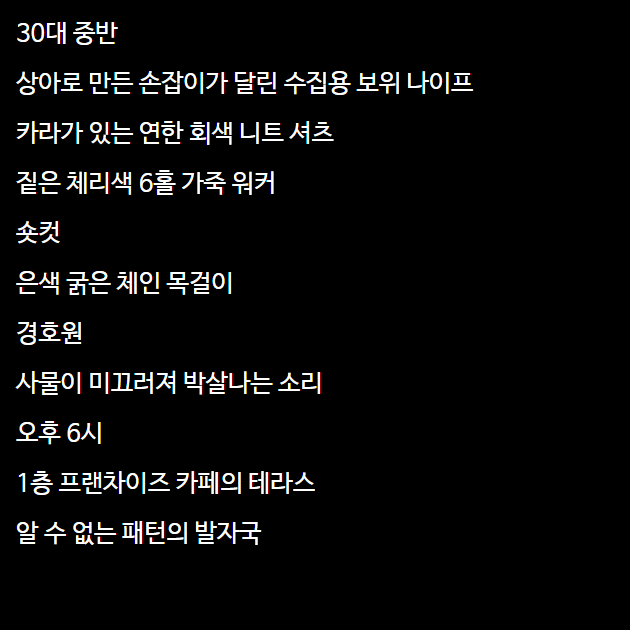 30대 중반
상아로 만든 손잡이가 달린 수집용 보위 나이프
카라가 있는 연한 회색 니트 셔츠
짙은 체리색 6홀 가죽 워커
숏컷
은색 굵은 체인 목걸이
경호원
사물이 미끄러져 박살나는 소리
오후 6시
1층 프랜차이즈 카페의 테라스
알 수 없는 패턴의 발자국